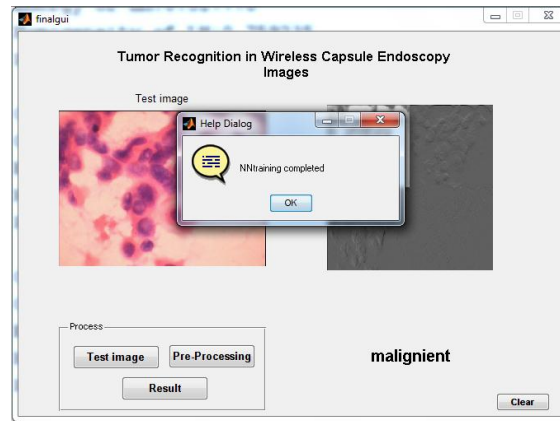 finalgui
Tumor Recognition in Wireless Capsule Endoscopy
Images
Test image
Help Dialog
NNtraining completed
OK
Process
Test image
Pre-Processing
Result
malignient
Clear